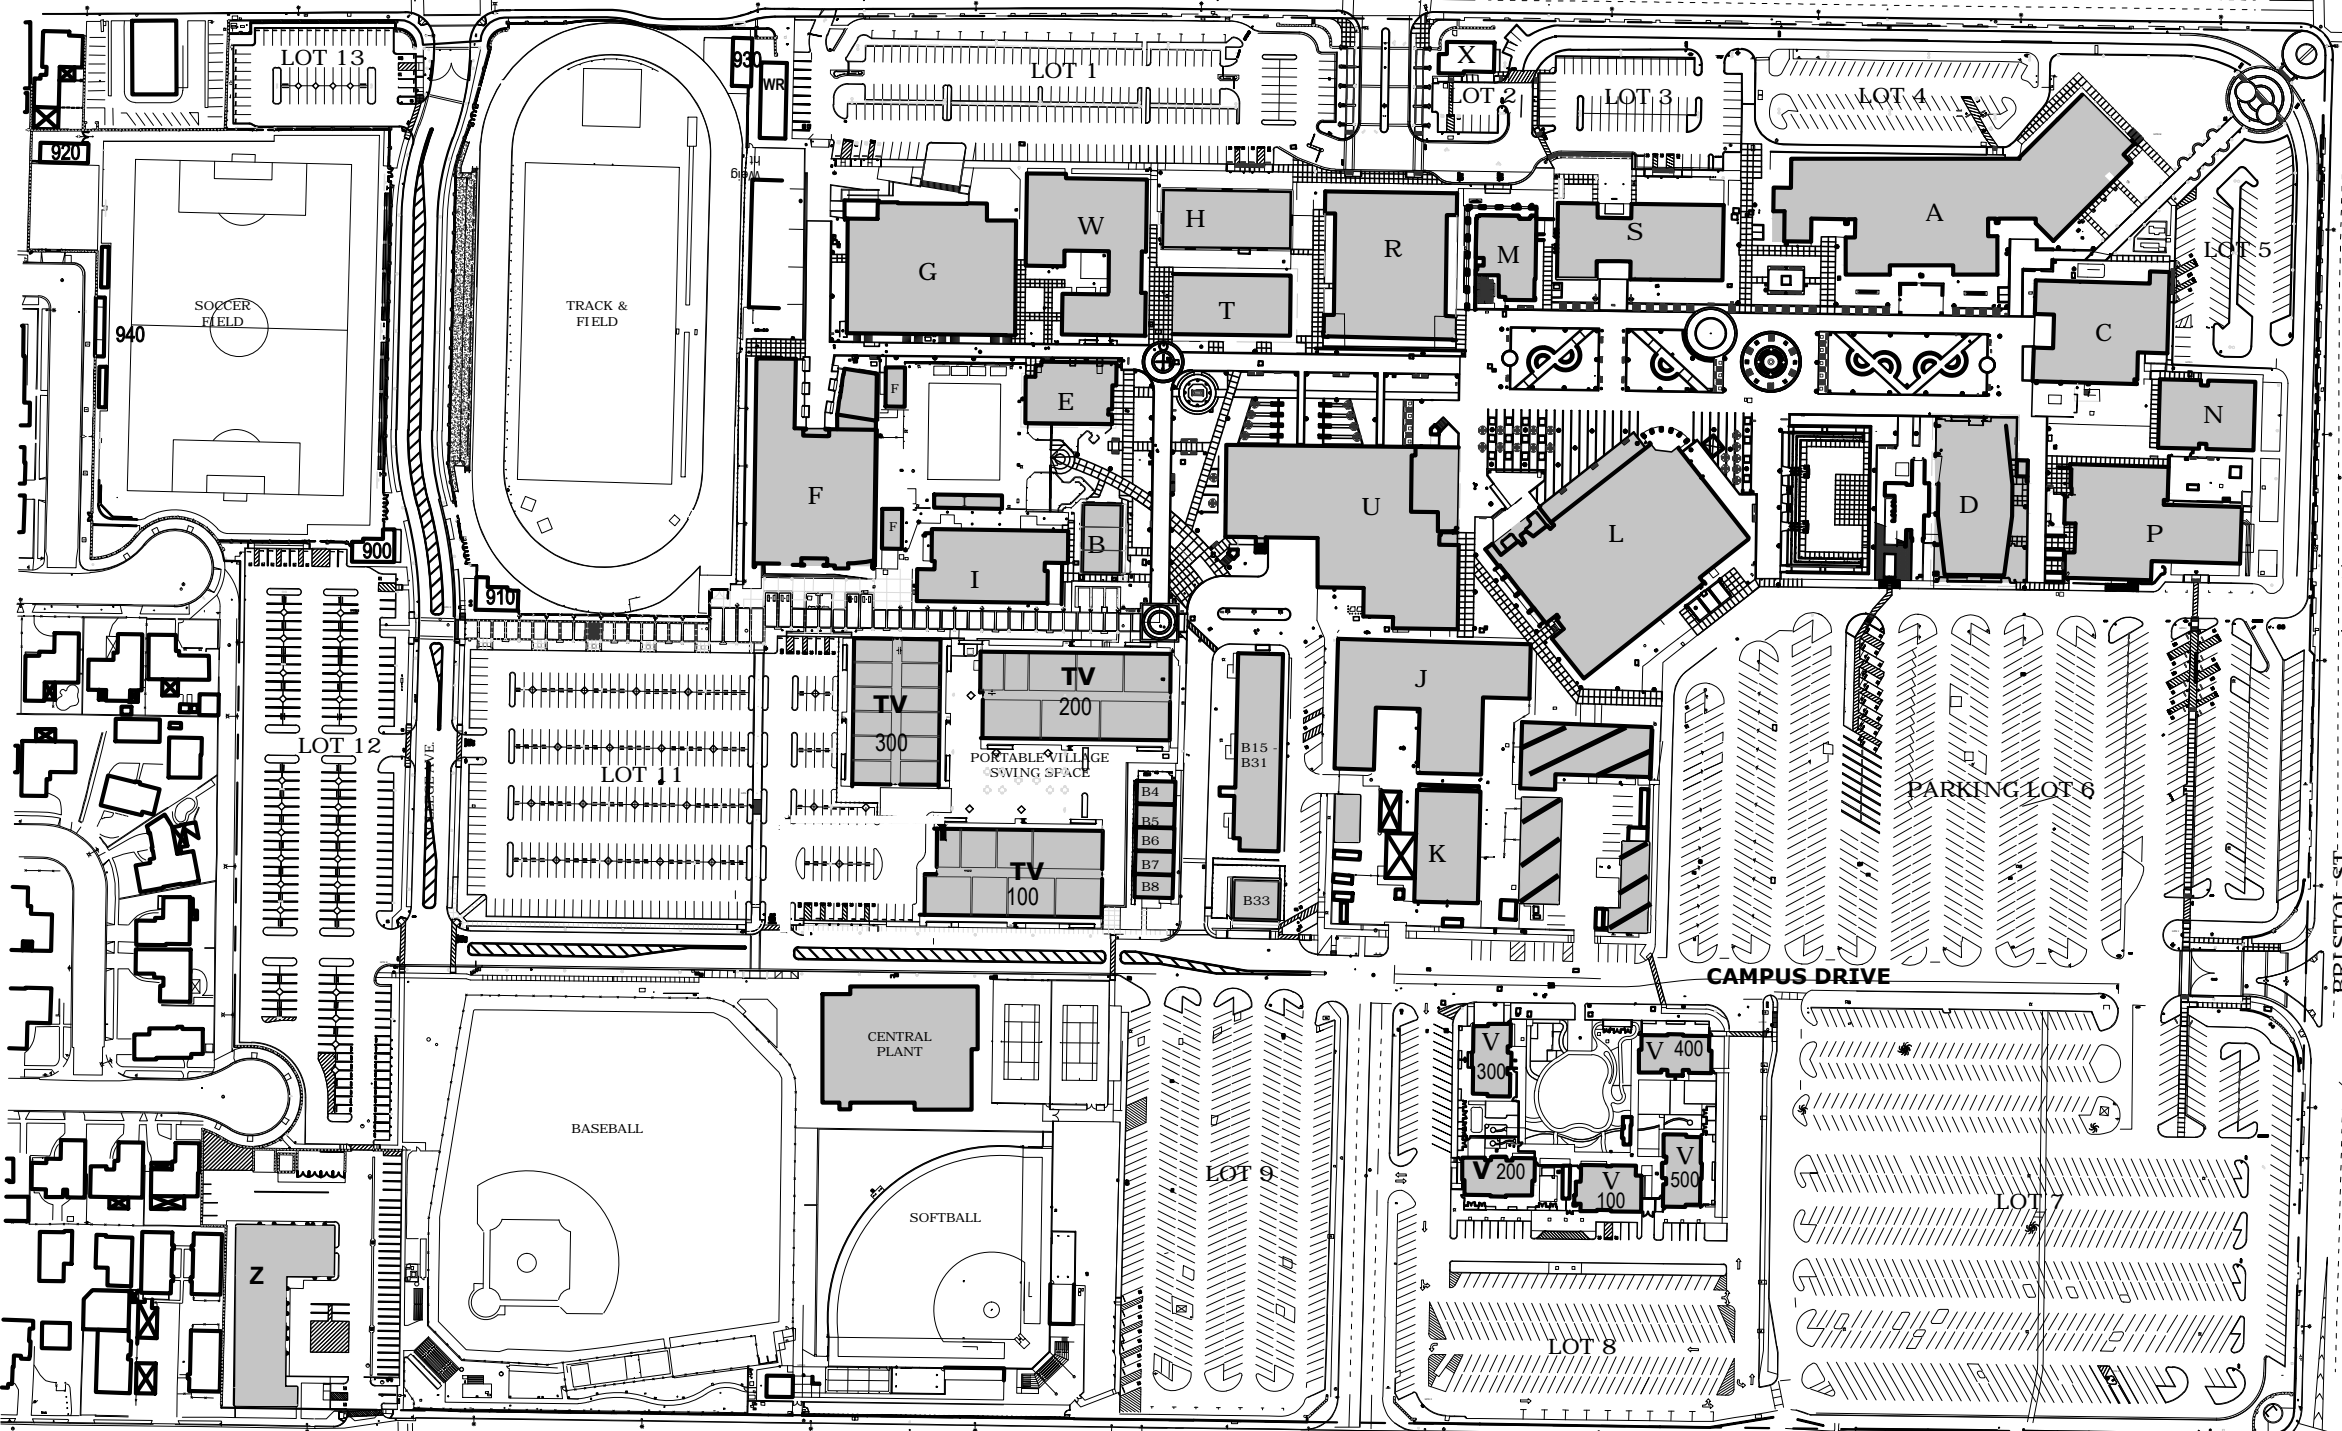 LOT 13
930
WR
LOT 1
X
LOT 2
LOT 3
LOT 4
920
Weig
ht
W
H
R
M
S
A
LOT 5
G
T
C
SOCCER
FIELD
TRACK &
FIELD
940
F
E
N
F
U
L
D
P
F
B
I
900
910
TV
300
TV
200
J
LOT 12
LOT 11
PORTABLE VILLAGE
SWING SPACE
B15 -
B31
PARKING LOT 6
B4
B5
B6
B7
B8
TV
100
K
B33
CAMPUS DRIVE
CENTRAL
PLANT
V
300
V 400
BASEBALL
LOT 9
V 200
V
100
V
500
LOT 7
SOFTBALL
Z
LOT 8